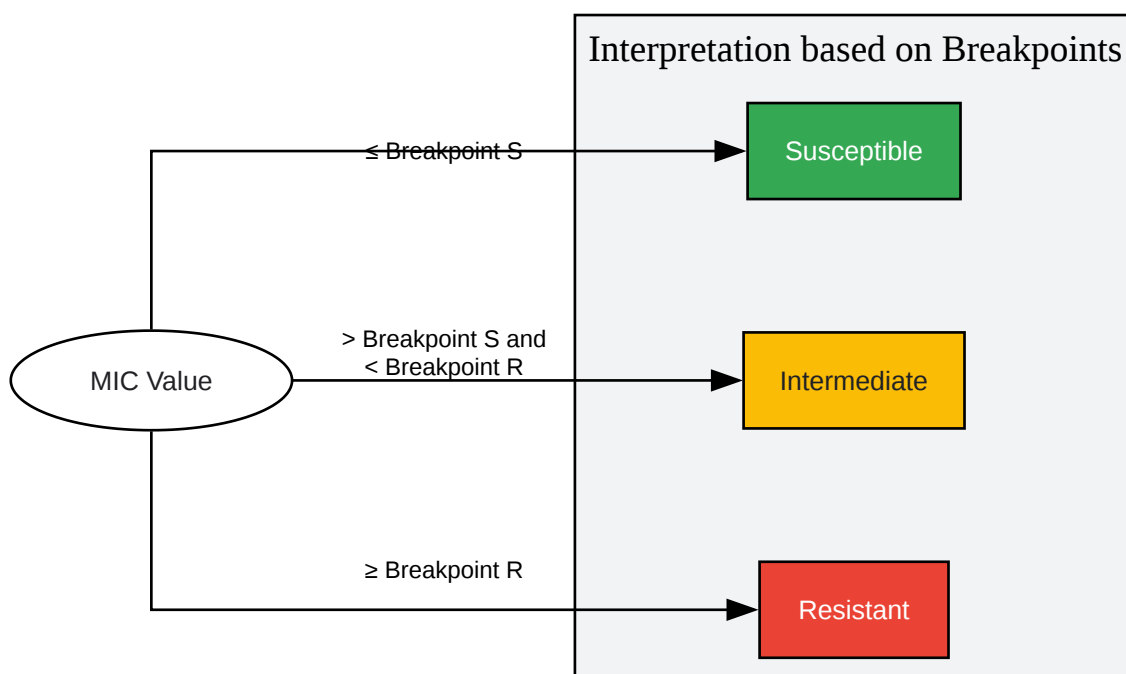 Interpretation based on Breakpoints
≤ Breakpoint S
Susceptible
> Breakpoint S and
< Breakpoint R
MIC Value
Intermediate
≥ Breakpoint R
Resistant